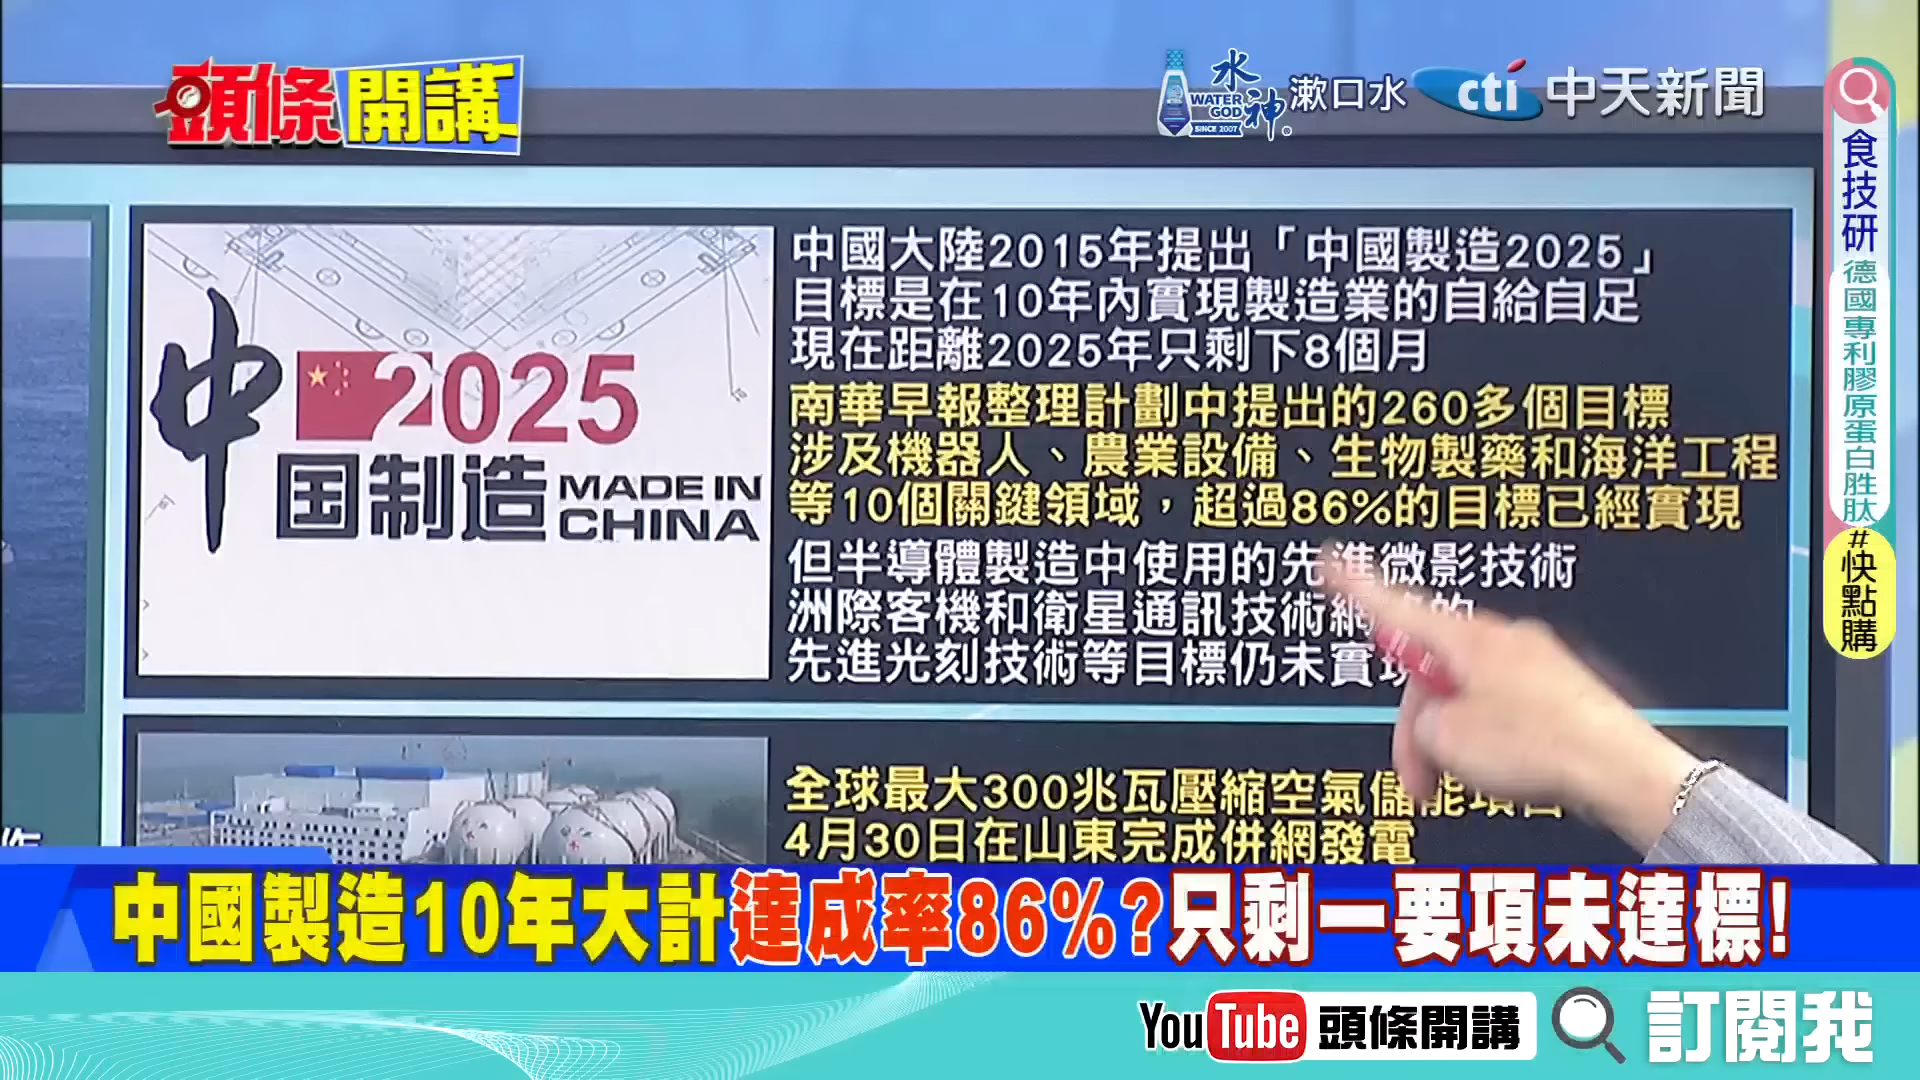 頭條開講
水神
WATER GOD
SINCE 2007
漱口水
cti 中天新聞
食技研
德國專利膠原蛋白胜肽
#快點購
中2025
国制造 MADE IN CHINA
中國大陸2015年提出「中國製造2025」
目標是在10年內實現製造業的自給自足
現在距離2025年只剩下8個月
南華早報整理計劃中提出的260多個目標
涉及機器人、農業設備、生物製藥和海洋工程
等10個關鍵領域，超過86%的目標已經實現
但半導體製造中使用的先進微影技術
洲際客機和衛星通訊技術網 的
先進光刻技術等目標仍未實現
全球最大300兆瓦壓縮空氣儲能項目
4月30日在山東完成併網發電
作
中國製造10年大計達成率86%?只剩一要項未達標!
YouTube 頭條開講 訂閱我